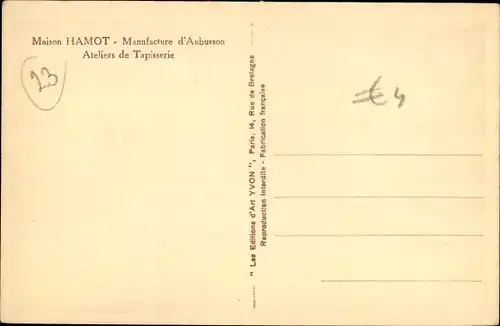 Maison HAMOT - Manufacture d'Aubusson
Ateliers de Tapisserie
23
" Les Editions d'Art YVON ", Paris, 14, Rue de Bretagne
Reproduction interdite - Fabrication française
€ 4